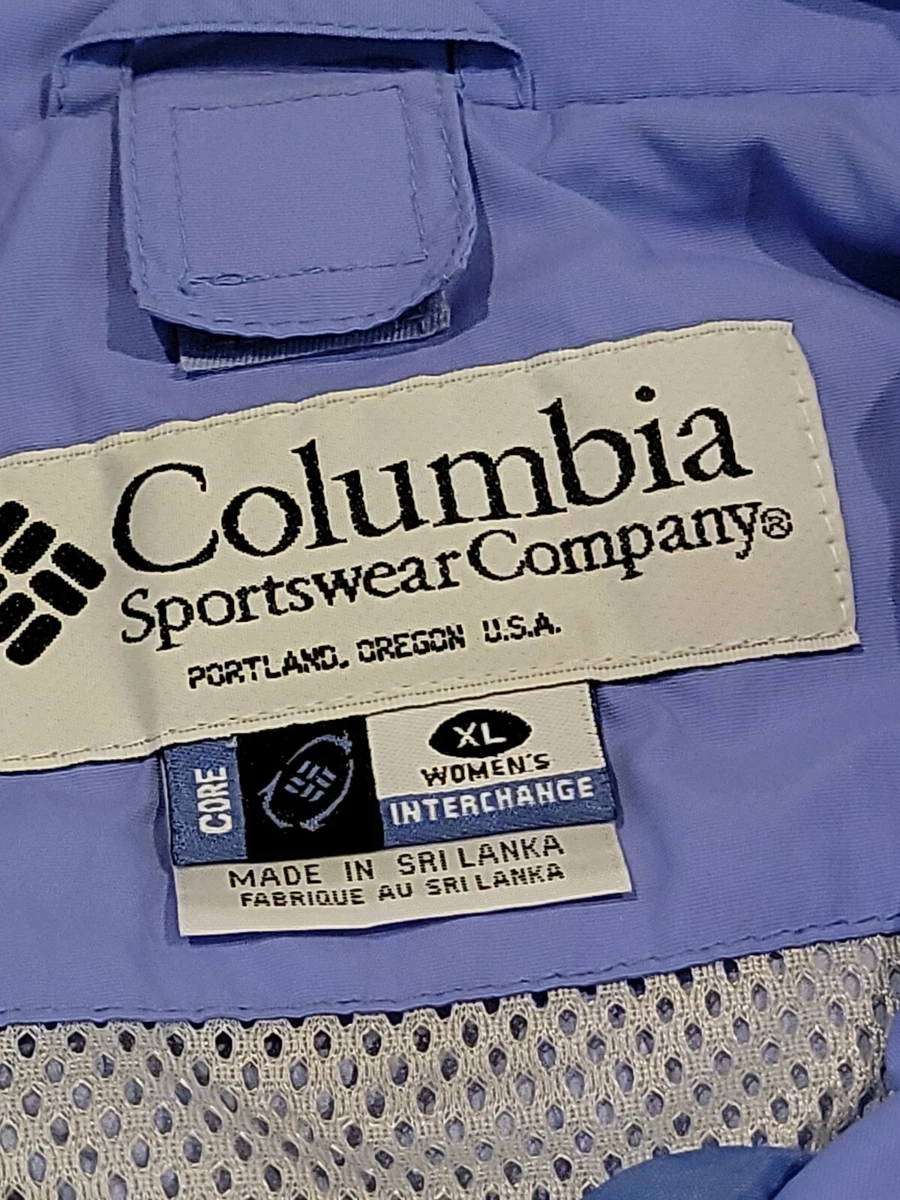 Columbia
Sportswear Company®
PORTLAND, OREGON U.S.A.
CORE
XL
WOMEN'S
INTERCHANGE
MADE IN SRI LANKA
FABRIQUE AU SRI LANKA